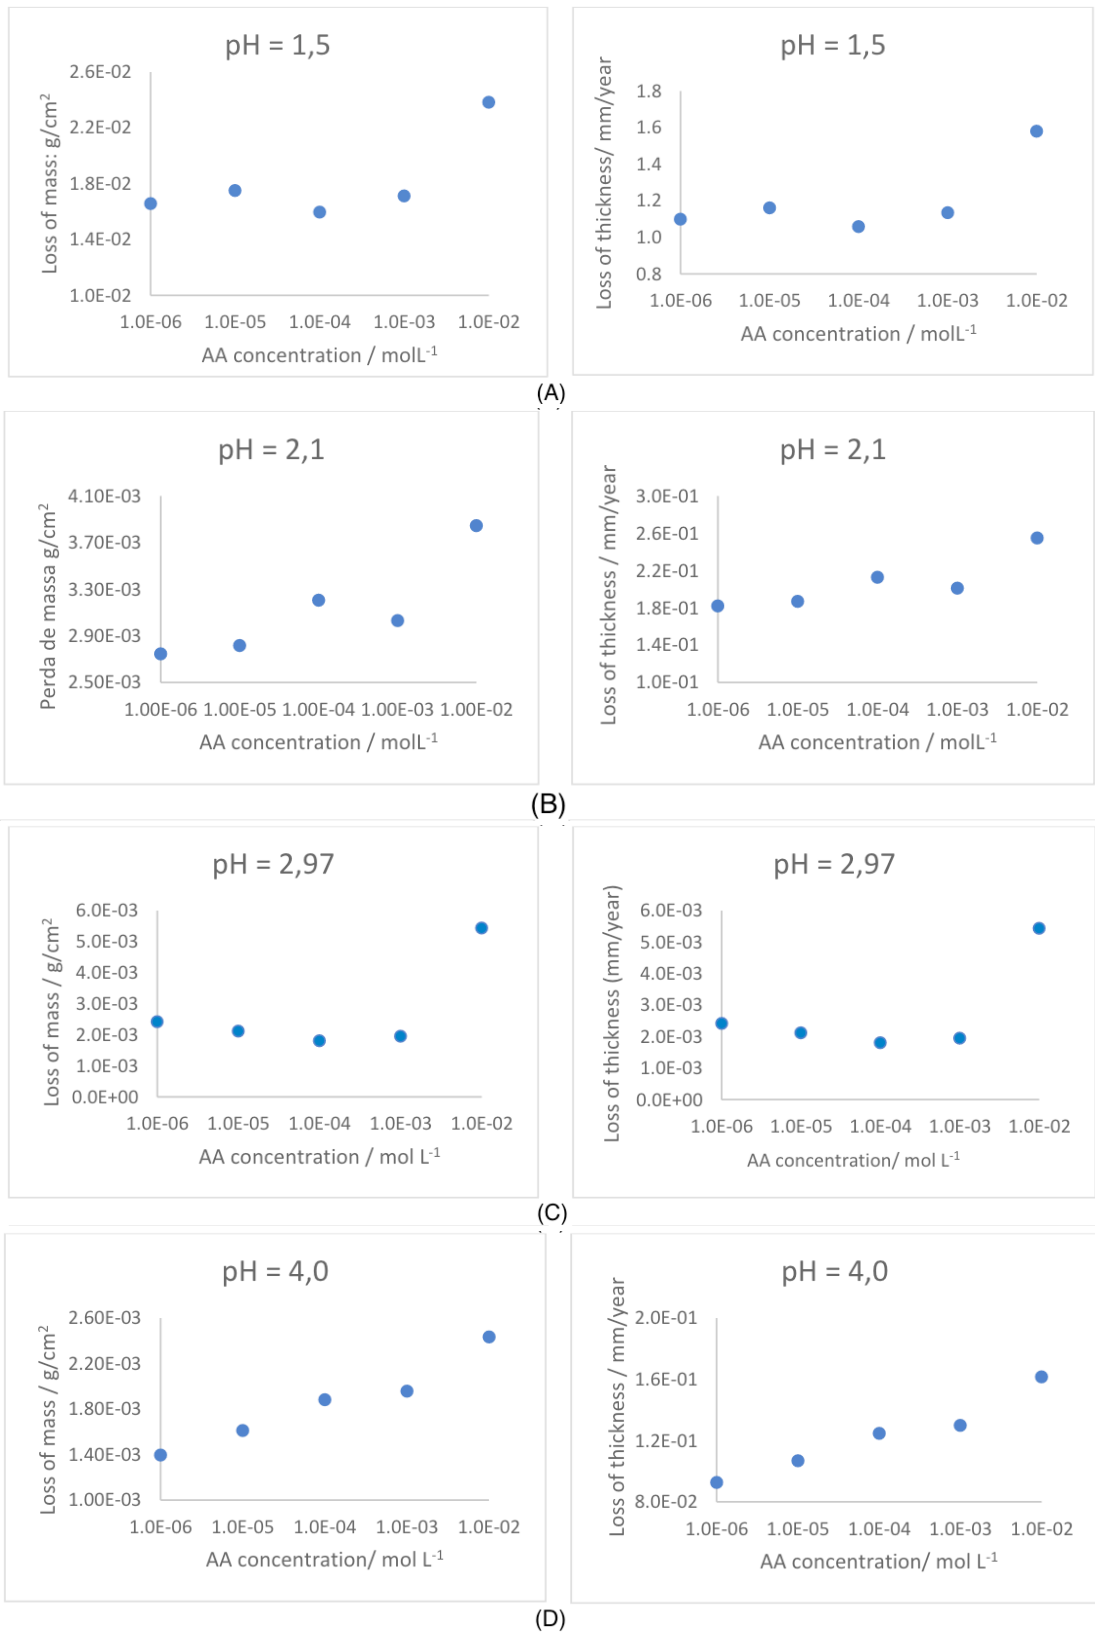 pH = 1,5
Loss of mass: g/cm²
2.6E-02
2.2E-02
1.8E-02
1.4E-02
1.0E-02
1.0E-06 1.0E-05 1.0E-04 1.0E-03 1.0E-02
AA concentration / molL⁻¹
pH = 1,5
Loss of thickness/ mm/year
1.8
1.6
1.4
1.2
1.0
0.8
1.0E-06 1.0E-05 1.0E-04 1.0E-03 1.0E-02
AA concentration / molL⁻¹
(A)
pH = 2,1
Perda de massa g/cm²
4.10E-03
3.70E-03
3.30E-03
2.90E-03
2.50E-03
1.00E-06 1.00E-05 1.00E-04 1.00E-03 1.00E-02
AA concentration / molL⁻¹
pH = 2,1
Loss of thickness / mm/year
3.0E-01
2.6E-01
2.2E-01
1.8E-01
1.4E-01
1.0E-01
1.0E-06 1.0E-05 1.0E-04 1.0E-03 1.0E-02
AA concentration / molL⁻¹
(B)
pH = 2,97
Loss of mass / g/cm²
6.0E-03
5.0E-03
4.0E-03
3.0E-03
2.0E-03
1.0E-03
0.0E+00
1.0E-06 1.0E-05 1.0E-04 1.0E-03 1.0E-02
AA concentration / mol L⁻¹
pH = 2,97
Loss of thickness (mm/year)
6.0E-03
5.0E-03
4.0E-03
3.0E-03
2.0E-03
1.0E-03
0.0E+00
1.0E-06 1.0E-05 1.0E-04 1.0E-03 1.0E-02
AA concentration/ mol L⁻¹
(C)
pH = 4,0
Loss of mass / g/cm²
2.60E-03
2.20E-03
1.80E-03
1.40E-03
1.00E-03
1.0E-06 1.0E-05 1.0E-04 1.0E-03 1.0E-02
AA concentration/ mol L⁻¹
pH = 4,0
Loss of thickness / mm/year
2.0E-01
1.6E-01
1.2E-01
8.0E-02
1.0E-06 1.0E-05 1.0E-04 1.0E-03 1.0E-02
AA concentration/ mol L⁻¹
(D)